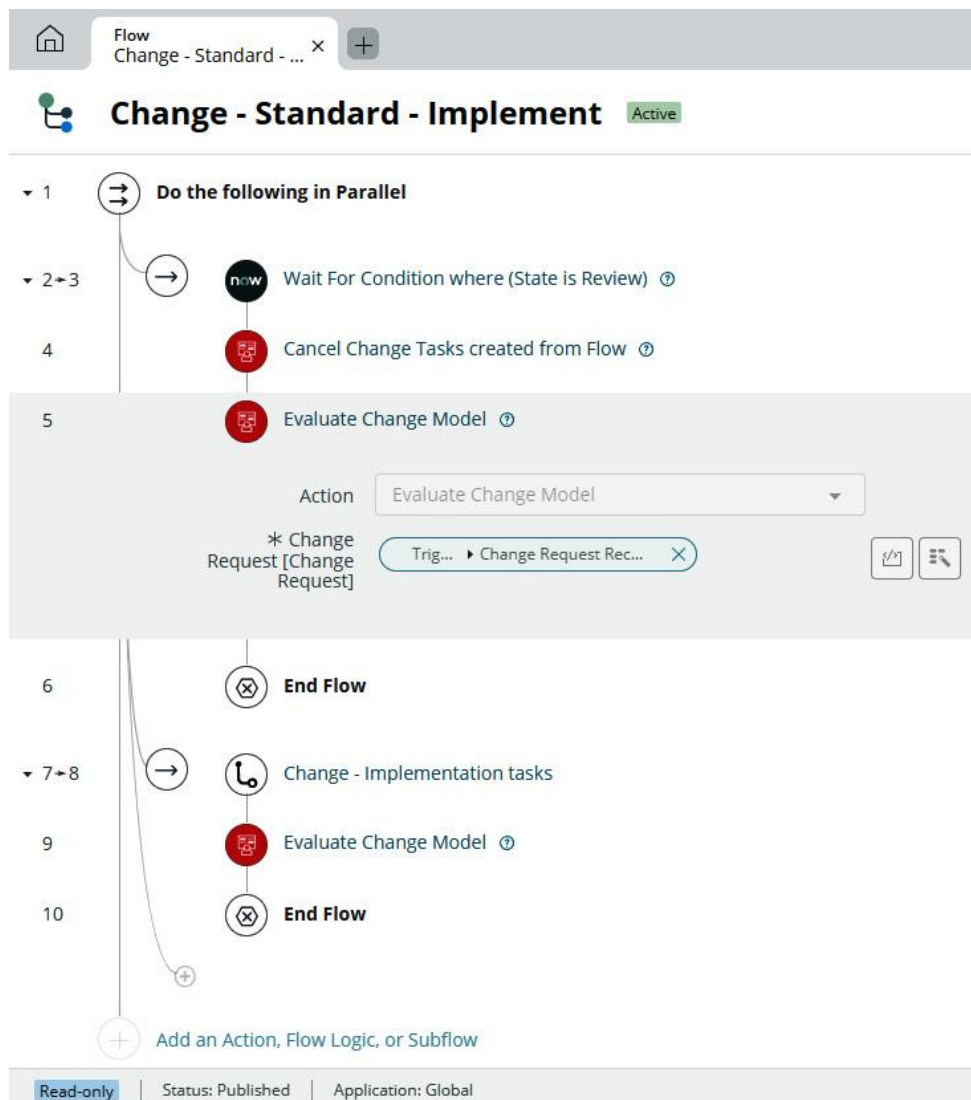 Flow
Change - Standard - ...
Change - Standard - Implement Active
1 Do the following in Parallel
2 3 now Wait For Condition where (State is Review)
4 Cancel Change Tasks created from Flow
5 Evaluate Change Model
Action Evaluate Change Model
* Change
Request [Change
Request]
Trig... Change Request Rec...
6 End Flow
7 8 Change - Implementation tasks
9 Evaluate Change Model
10 End Flow
Add an Action, Flow Logic, or Subflow
Read-only Status: Published Application: Global